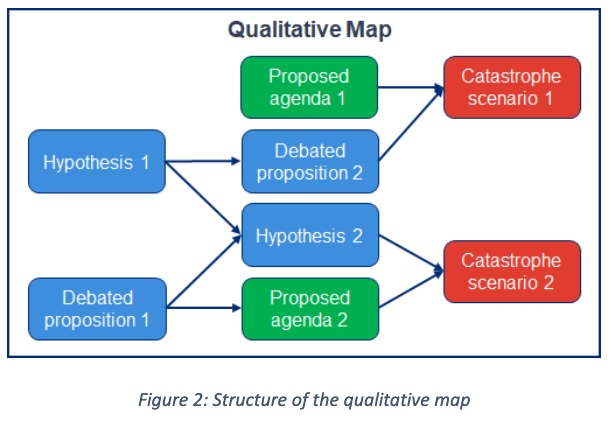 Qualitative Map
Proposed
agenda 1
Catastrophe
scenario 1
Hypothesis 1
Debated
proposition 2
Hypothesis 2
Catastrophe
scenario 2
Debated
proposition 1
Proposed
agenda 2
Figure 2: Structure of the qualitative map